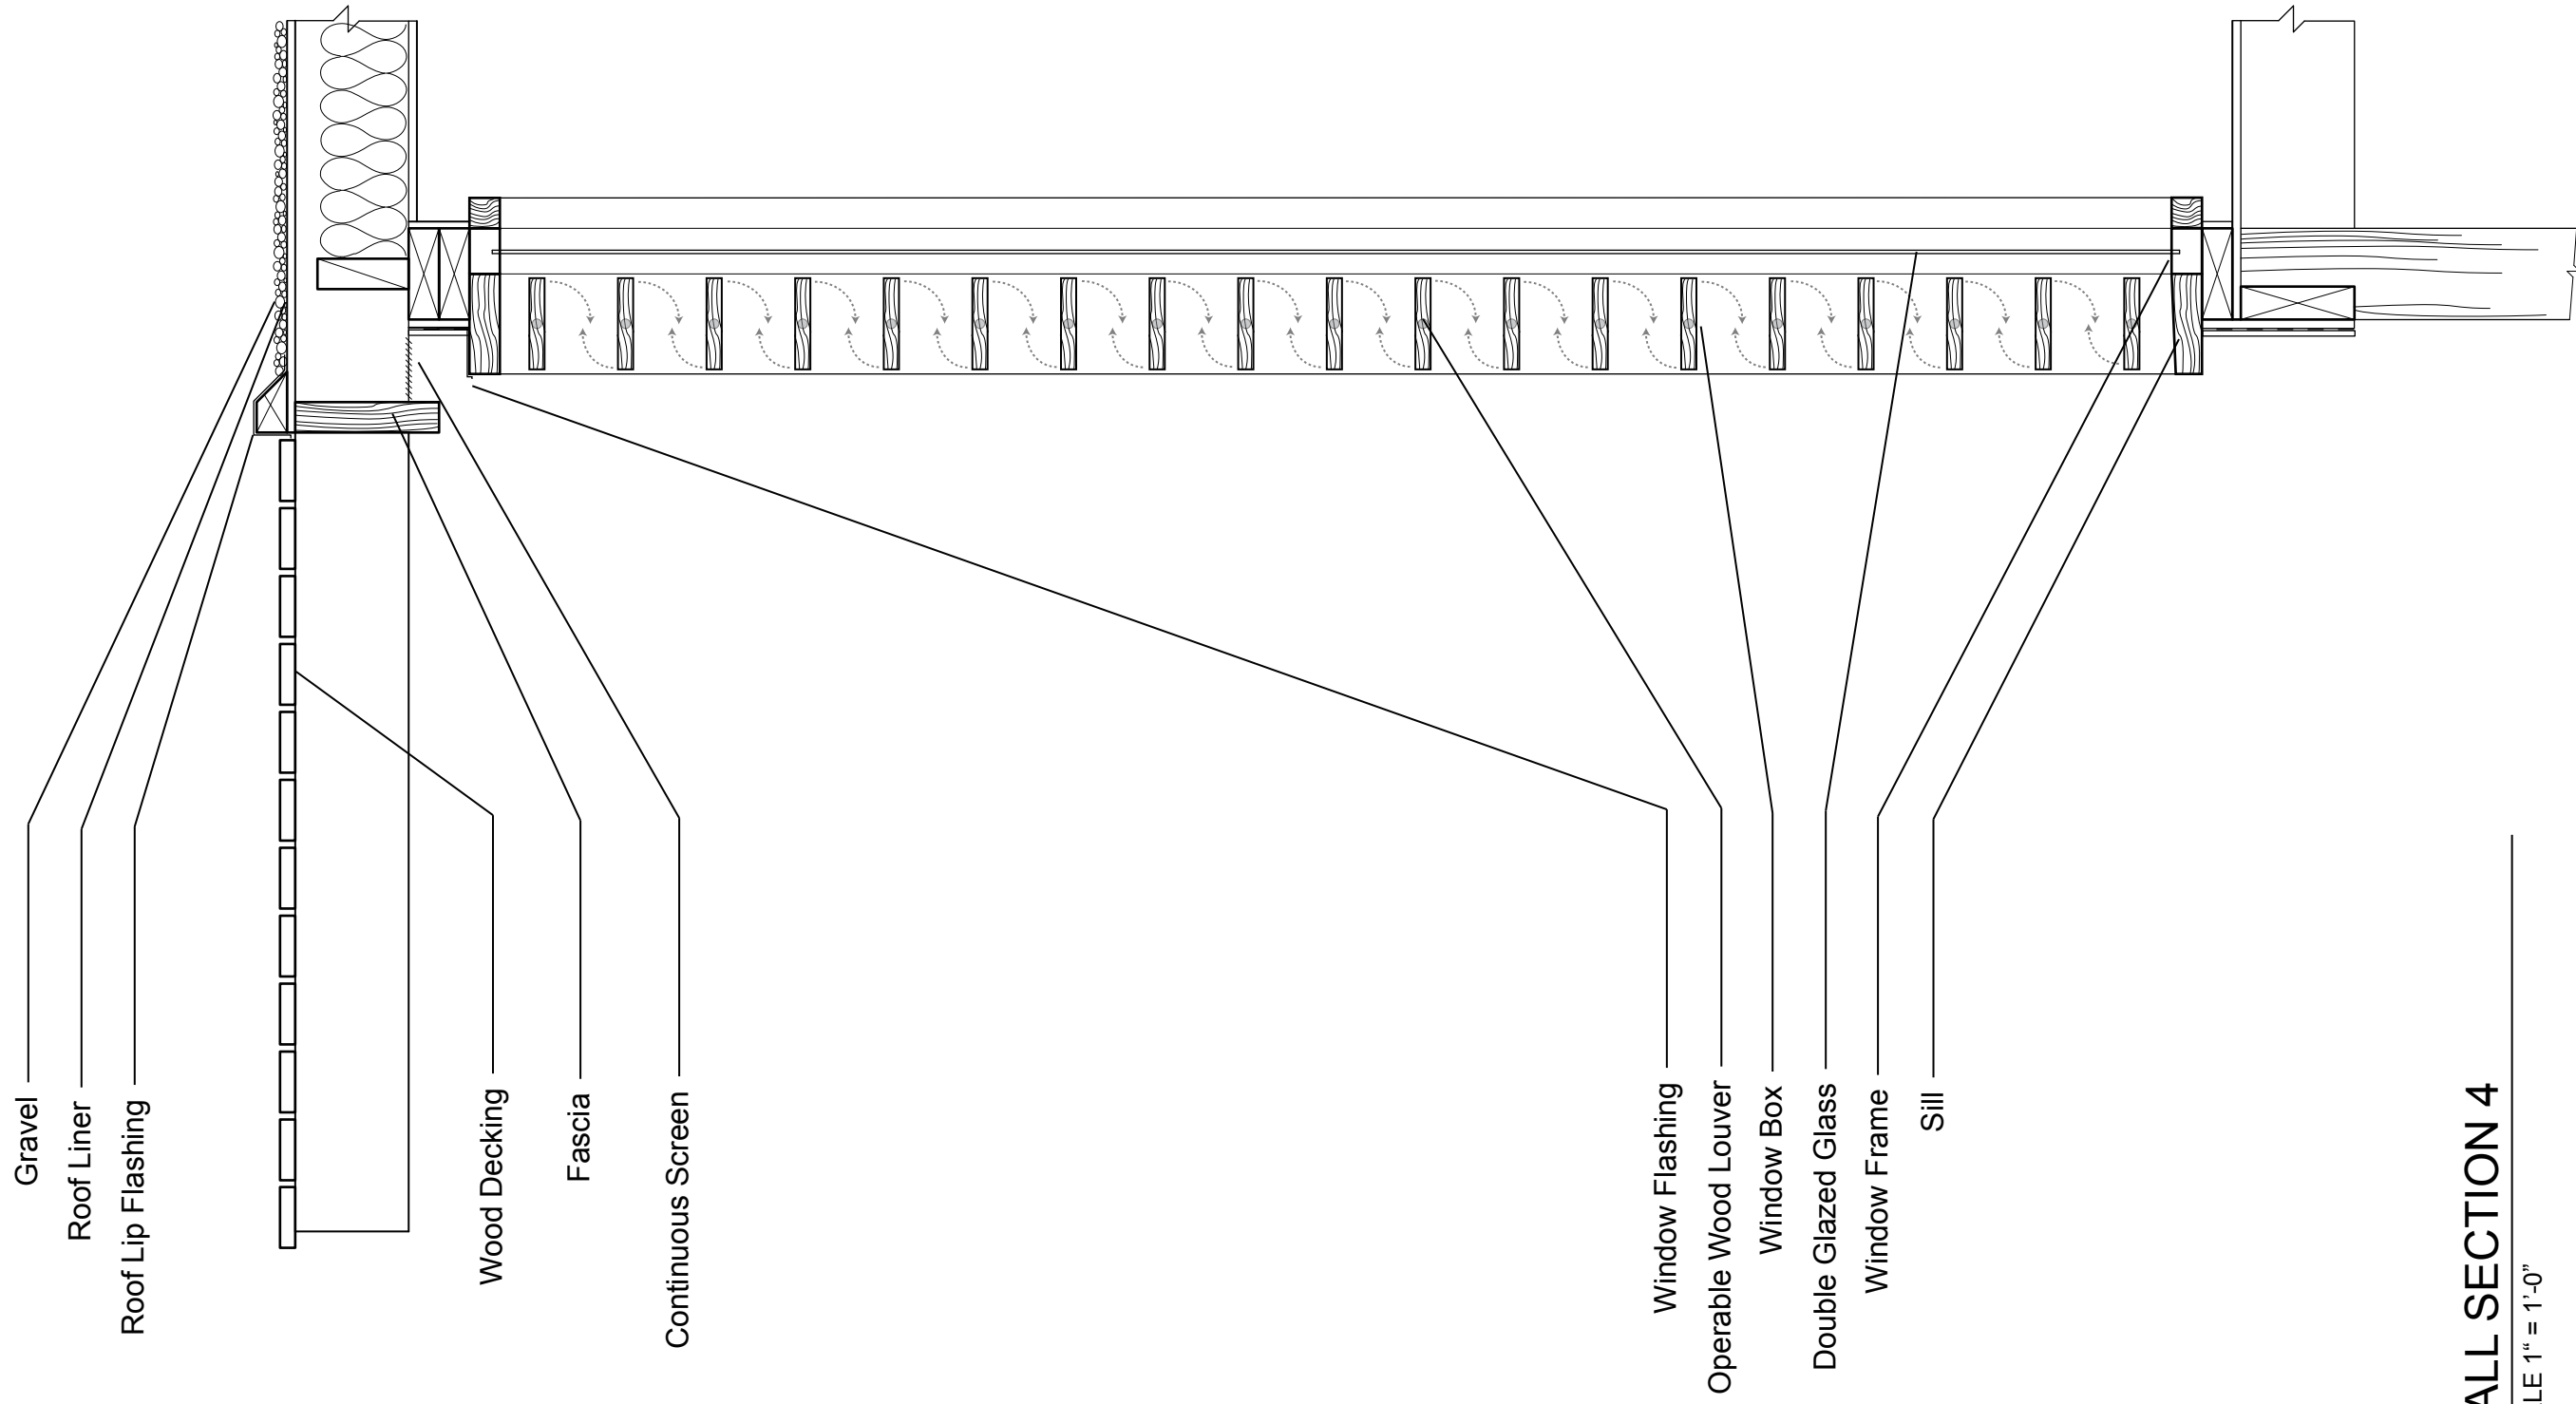 Gravel
Roof Liner
Roof Lip Flashing
Wood Decking
Fascia
Continuous Screen
Window Flashing
Operable Wood Louver
Window Box
Double Glazed Glass
Window Frame
Sill
ALL SECTION 4
LE 1“ = 1’-0”